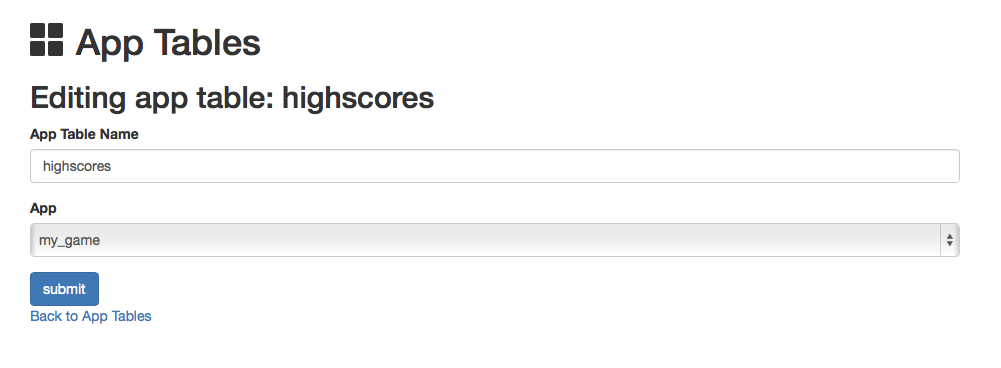 App Tables
Editing app table: highscores
App Table Name
highscores
App
my_game
submit
Back to App Tables